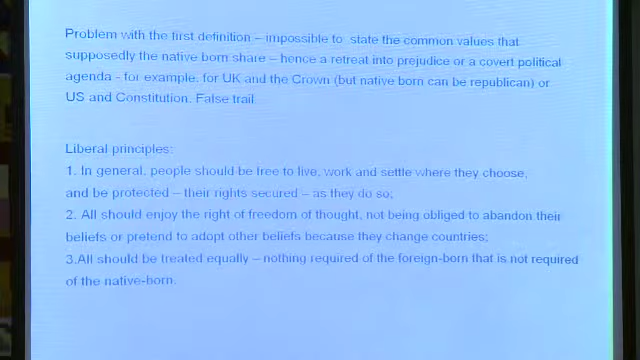 Problem with the first definition – impossible to state the common values that
supposedly the native born share – hence a retreat into prejudice or a covert political
agenda - for example, for UK and the Crown (but native born can be republican) or
US and Constitution. False trail.
Liberal principles:
1. In general, people should be free to live, work and settle where they choose,
and be protected – their rights secured – as they do so;
2. All should enjoy the right of freedom of thought, not being obliged to abandon their
beliefs or pretend to adopt other beliefs because they change countries;
3.All should be treated equally – nothing required of the foreign-born that is not required
of the native-born.